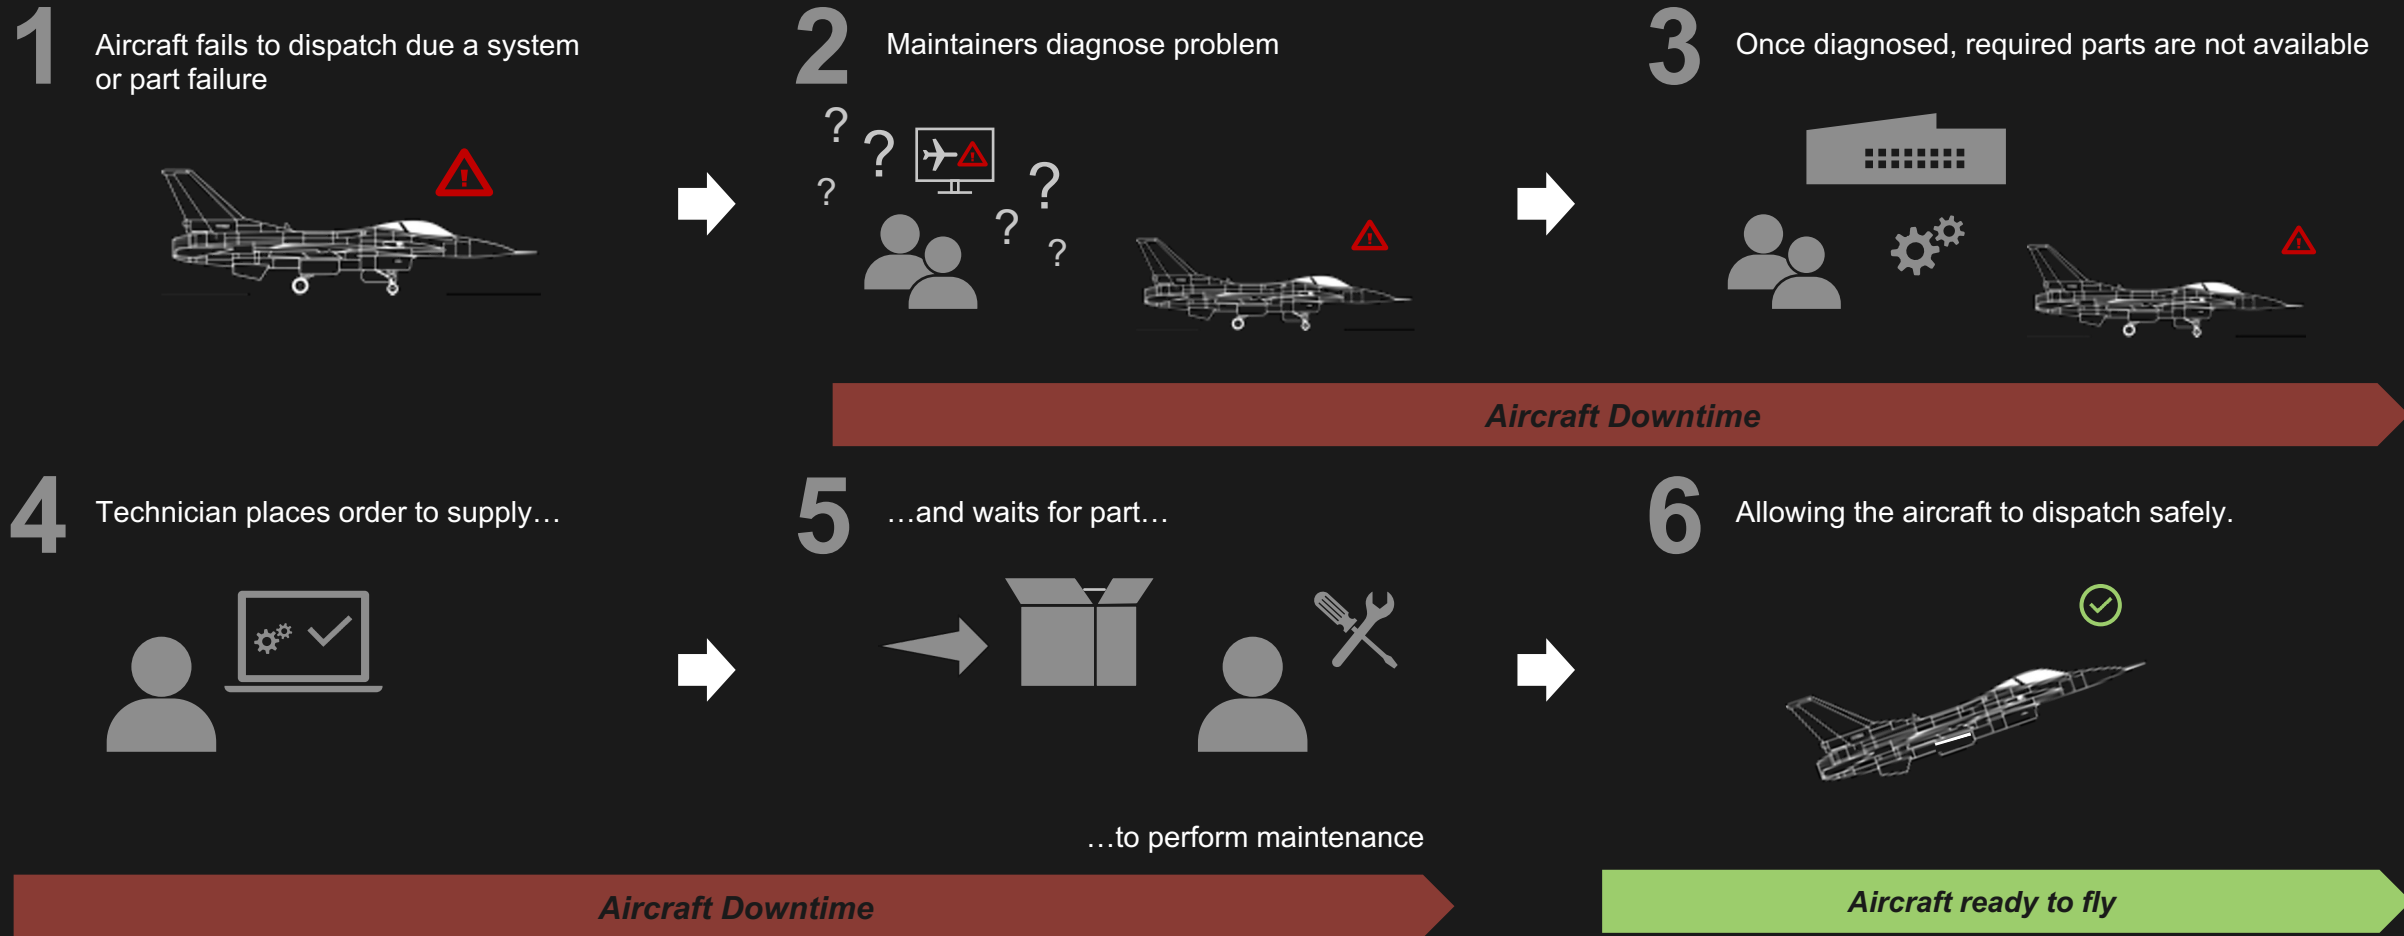 1
Aircraft fails to dispatch due a system
or part failure
2
Maintainers diagnose problem
? ? ? ? ? ?
3
Once diagnosed, required parts are not available
Aircraft Downtime
4
Technician places order to supply…
5
…and waits for part…
…to perform maintenance
6
Allowing the aircraft to dispatch safely.
Aircraft Downtime
Aircraft ready to fly